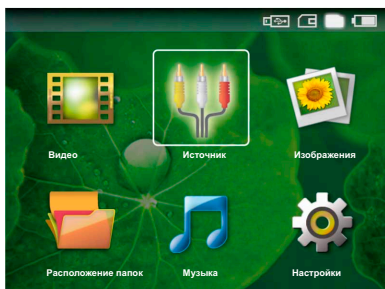 Видео
Источник
Изображения
Расположение папок
Музыка
Настройки